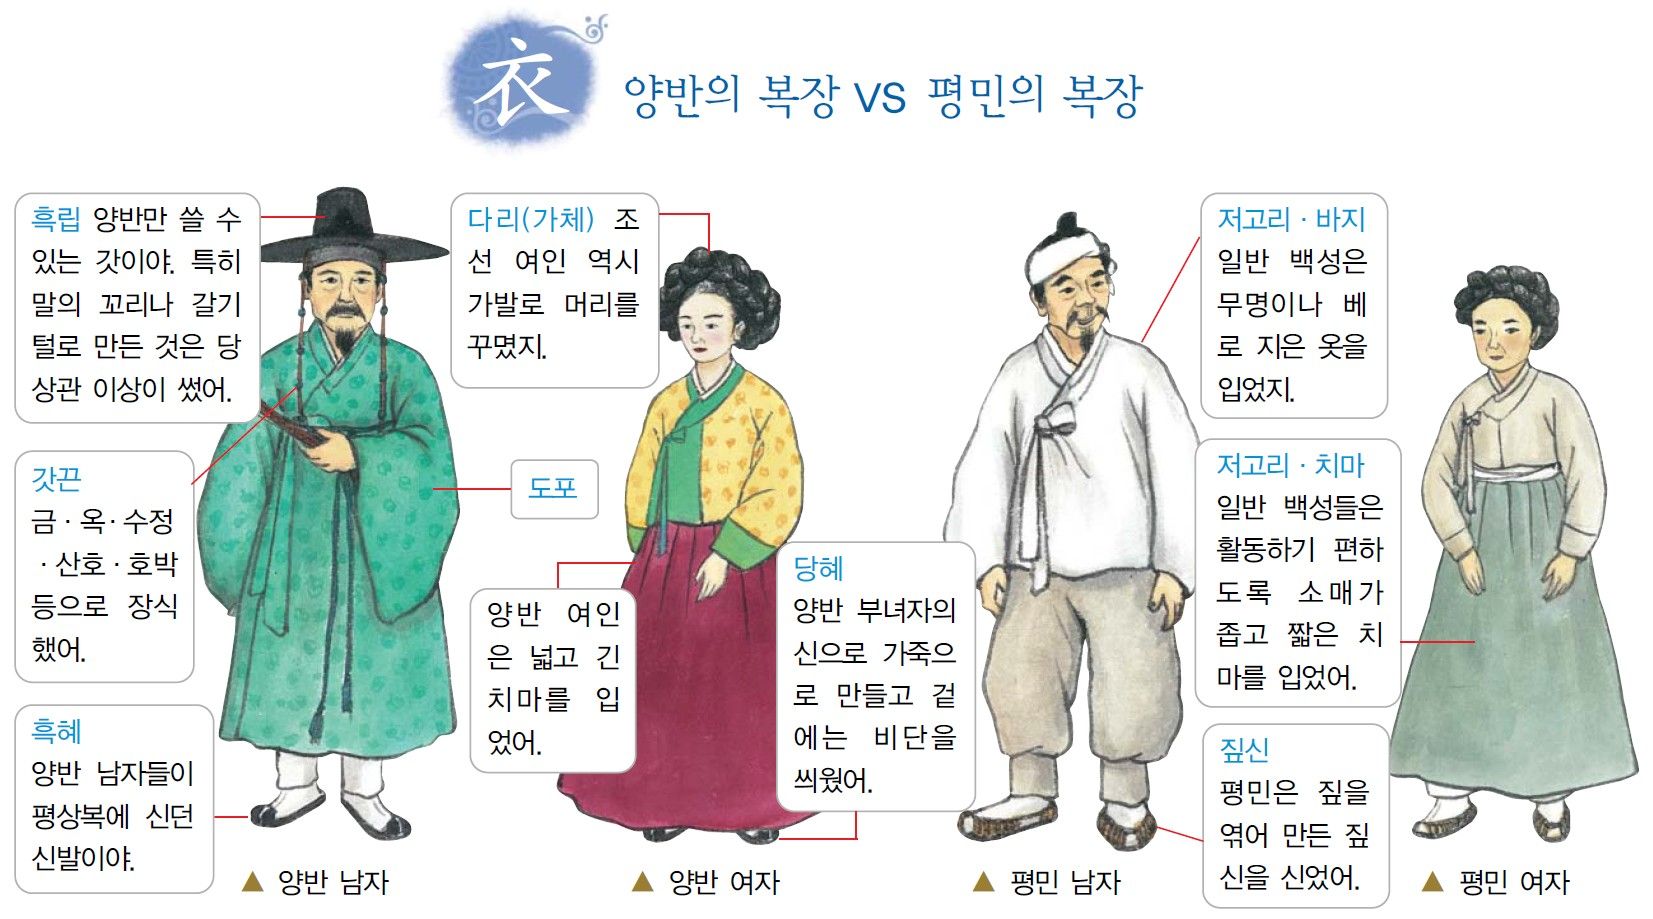 衣
양반의 복장 VS 평민의 복장
흑립 양반만 쓸 수
있는 갓이야. 특히
말의 꼬리나 갈기
털로 만든 것은 당
상관 이상이 썼어.
갓끈
금·옥·수정
·산호·호박
등으로 장식
했어.
흑혜
양반 남자들이
평상복에 신던
신발이야.
▲ 양반 남자
다리(가체) 조
선 여인 역시
가발로 머리를
꾸몄지.
도포
양반 여인
은 넓고 긴
치마를 입
었어.
당혜
양반 부녀자의
신으로 가죽으
로 만들고 겉
에는 비단을
씌웠어.
▲ 양반 여자
저고리·바지
일반 백성은
무명이나 베
로 지은 옷을
입었지.
저고리·치마
일반 백성들은
활동하기 편하
도록 소매가
좁고 짧은 치
마를 입었어.
짚신
평민은 짚을
엮어 만든 짚
신을 신었어.
▲ 평민 남자
▲ 평민 여자